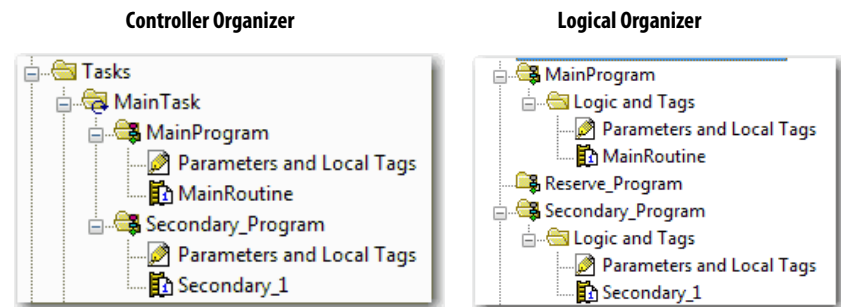 Controller Organizer
Tasks
MainTask
MainProgram
Parameters and Local Tags
MainRoutine
Secondary_Program
Parameters and Local Tags
Secondary_1
Logical Organizer
MainProgram
Logic and Tags
Parameters and Local Tags
MainRoutine
Reserve_Program
Secondary_Program
Logic and Tags
Parameters and Local Tags
Secondary_1